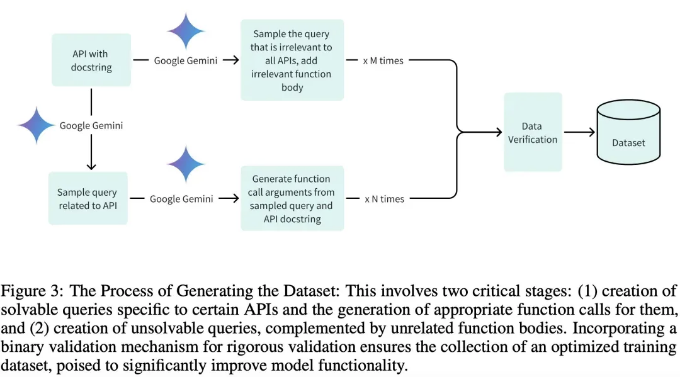 API with
docstring
Google Gemini
Sample the query
that is irrelevant to
all APIs, add
irrelevant function
body
x M times
Google Gemini
Data
Verification
Dataset
Sample query
related to API
Google Gemini
Generate function
call arguments from
sampled query and
API docstring
x N times
Figure 3: The Process of Generating the Dataset: This involves two critical stages: (1) creation of
solvable queries specific to certain APIs and the generation of appropriate function calls for them,
and (2) creation of unsolvable queries, complemented by unrelated function bodies. Incorporating a
binary validation mechanism for rigorous validation ensures the collection of an optimized training
dataset, poised to significantly improve model functionality.